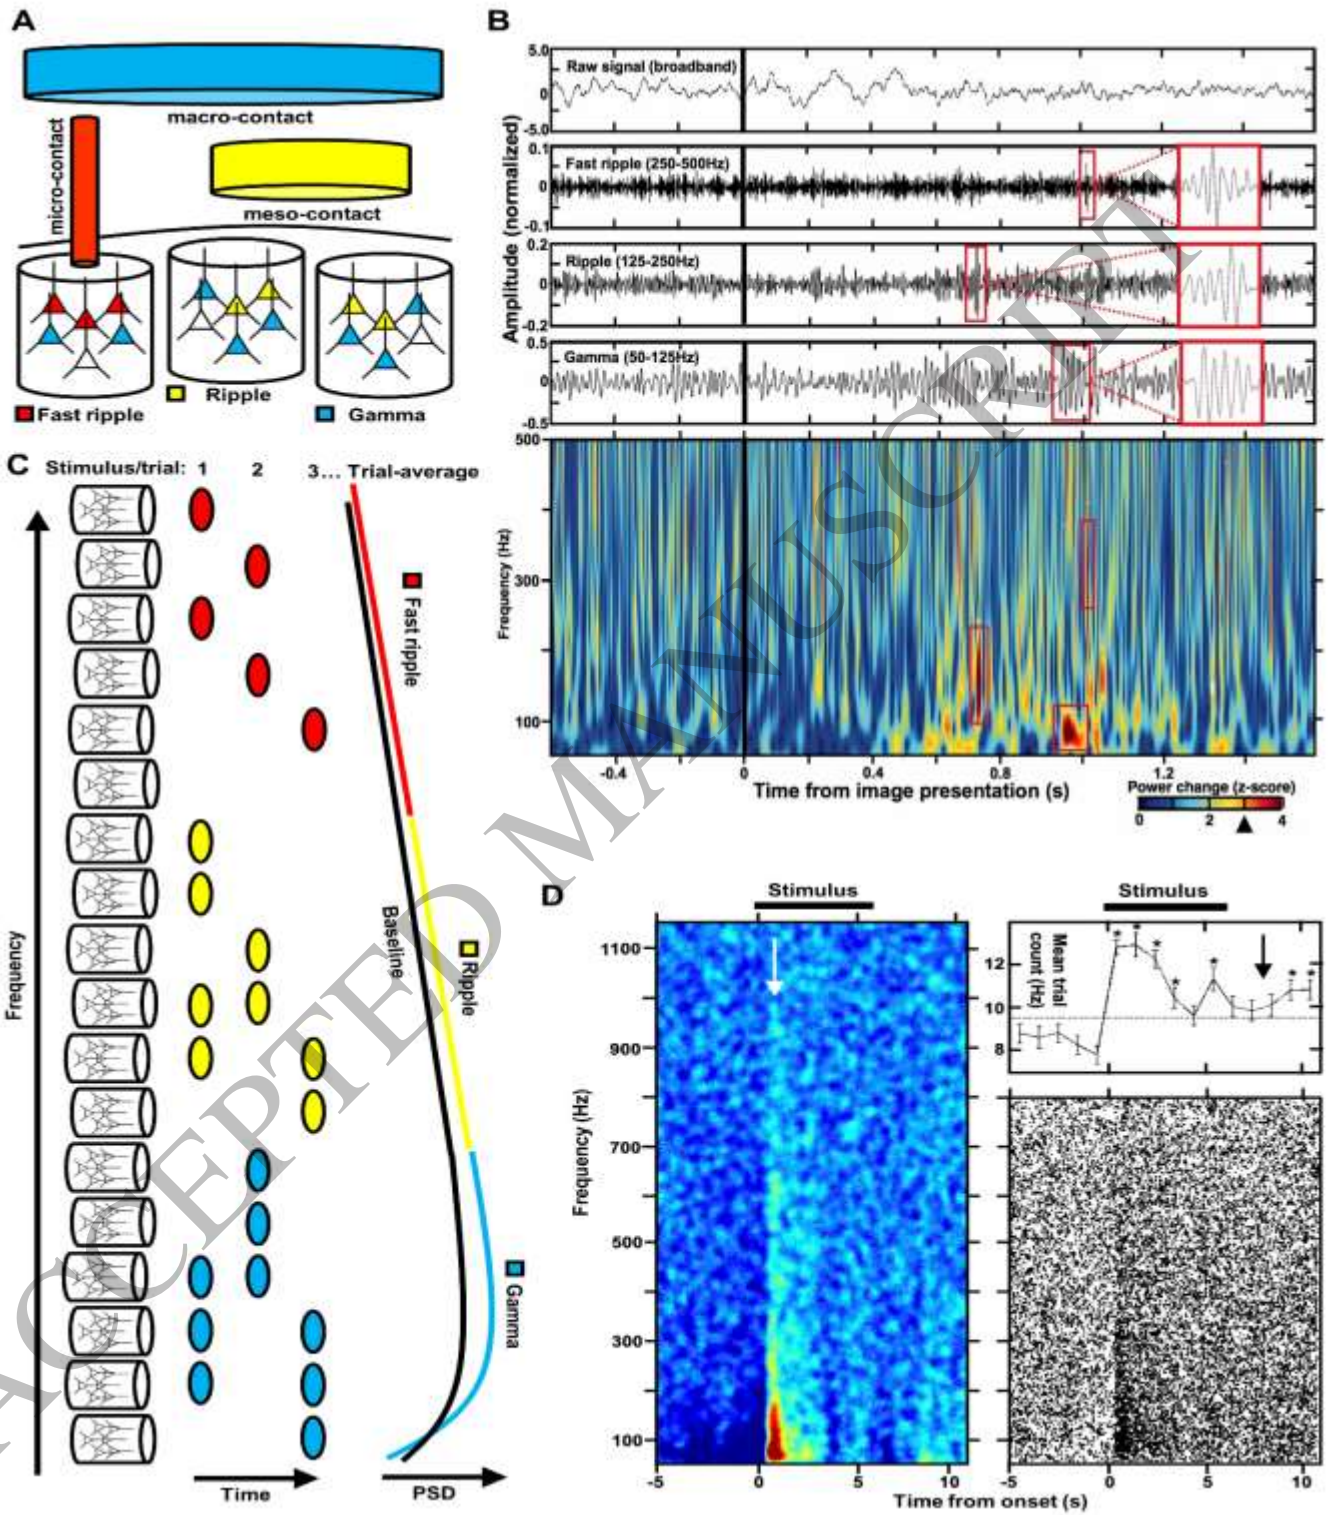 A
macro-contact
micro-contact
meso-contact
Fast ripple
Ripple
Gamma
B
5.0
0
-5.0
Raw signal (broadband)
0.1
0
-0.1
Fast ripple (250-500Hz)
0.2
0
-0.2
Ripple (125-250Hz)
0.5
0
-0.5
Gamma (50-125Hz)
Amplitude (normalized)
500
300
100
Frequency (Hz)
-0.4 0 0.4 0.8 1.2
Time from image presentation (s)
Power change (z-score)
0 2 4
C
Stimulus/trial: 1 2 3... Trial-average
Frequency
Fast ripple
Baseline
Ripple
Gamma
Time
PSD
D
Stimulus
1100
900
700
500
300
100
Frequency (Hz)
-5 0 5 10
Stimulus
Mean trial
count (Hz)
12
10
8
* * * * * * *
-5 0 5 10
Time from onset (s)
ACCEPTED MANUSCRIPT